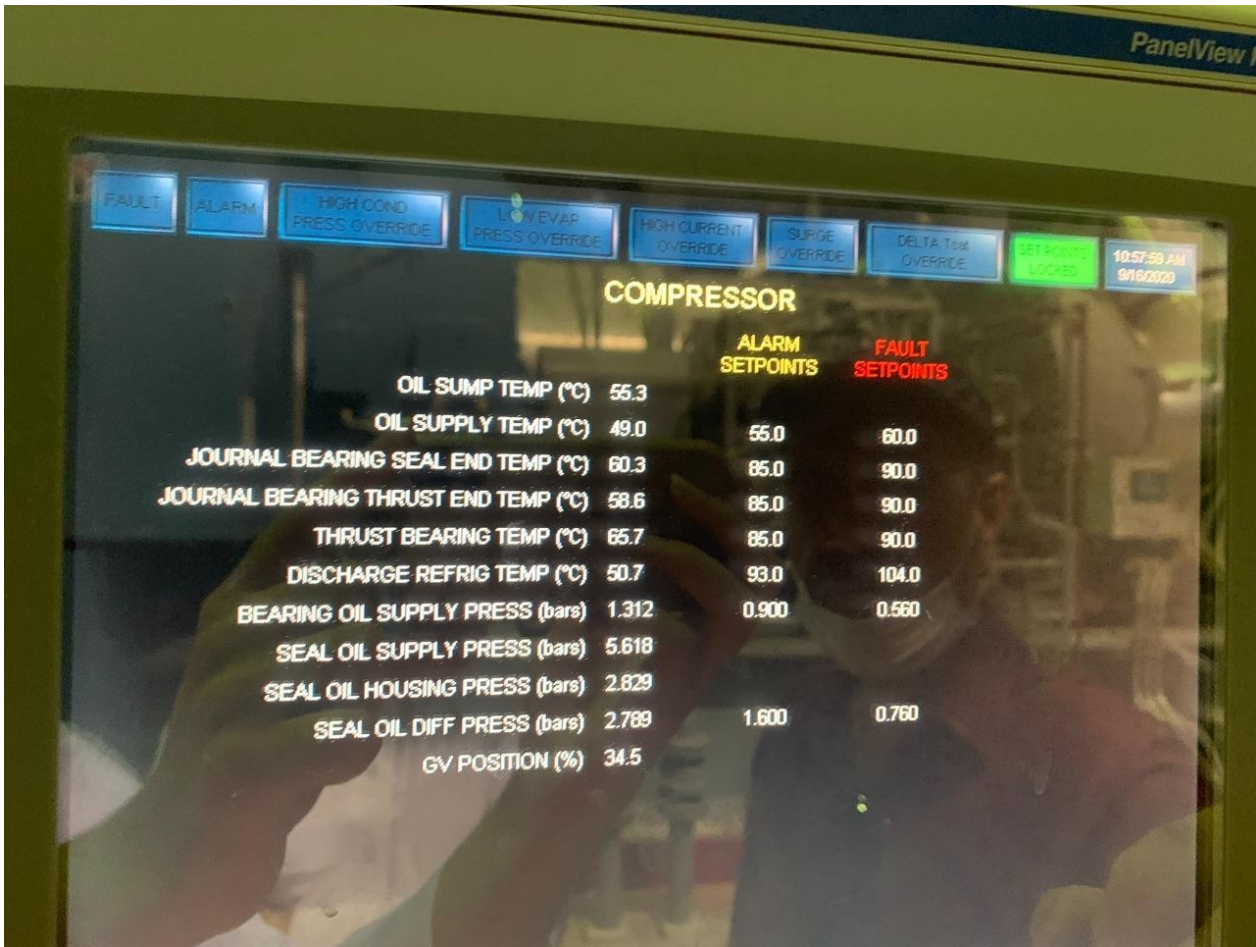 PanelView
FAULT
ALARM
HIGH COND
PRESS OVERRIDE
LOW EVAP
PRESS OVERRIDE
HIGH CURRENT
OVERRIDE
SURGE
OVERRIDE
DELTA Tsat
OVERRIDE
SET POINTS
LOCKED
10:57:59 AM
9/16/2020
COMPRESSOR
ALARM
SETPOINTS
FAULT
SETPOINTS
OIL SUMP TEMP (°C) 55.3
OIL SUPPLY TEMP (°C) 49.0 55.0 60.0
JOURNAL BEARING SEAL END TEMP (°C) 60.3 85.0 90.0
JOURNAL BEARING THRUST END TEMP (°C) 58.6 85.0 90.0
THRUST BEARING TEMP (°C) 65.7 85.0 90.0
DISCHARGE REFRIG TEMP (°C) 50.7 93.0 104.0
BEARING OIL SUPPLY PRESS (bars) 1.312 0.900 0.560
SEAL OIL SUPPLY PRESS (bars) 5.618
SEAL OIL HOUSING PRESS (bars) 2.829
SEAL OIL DIFF PRESS (bars) 2.789 1.600 0.760
GV POSITION (%) 34.5